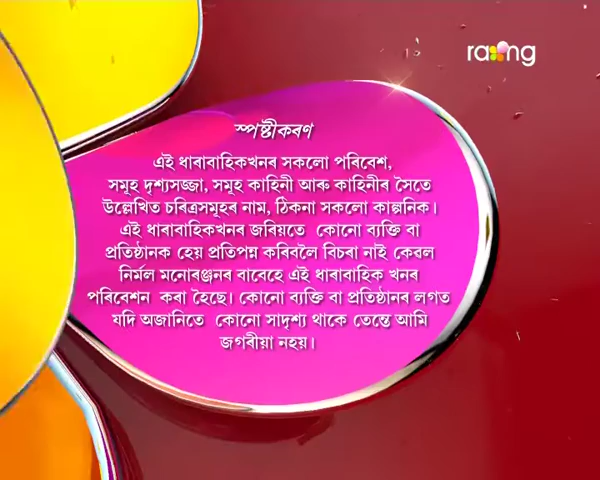 rang
স্পষ্টীকৰণ
এই ধাৰাবাহিকখনৰ সকলো পৰিবেশ,
সমূহ দৃশ্যসজ্জা, সমূহ কাহিনী আৰু কাহিনীৰ সৈতে
উল্লেখিত চৰিত্ৰসমূহৰ নাম, ঠিকনা সকলো কাল্পনিক।
এই ধাৰাবাহিকখনৰ জৰিয়তে কোনো ব্যক্তি বা
প্ৰতিষ্ঠানক হেয় প্ৰতিপন্ন কৰিবলৈ বিচৰা নাই কেৱল
নিৰ্মল মনোৰঞ্জনৰ বাবেহে এই ধাৰাবাহিক খনৰ
পৰিবেশন কৰা হৈছে। কোনো ব্যক্তি বা প্ৰতিষ্ঠানৰ লগত
যদি অজানিতে কোনো সাদৃশ্য থাকে তেন্তে আমি
জগৰীয়া নহয়।